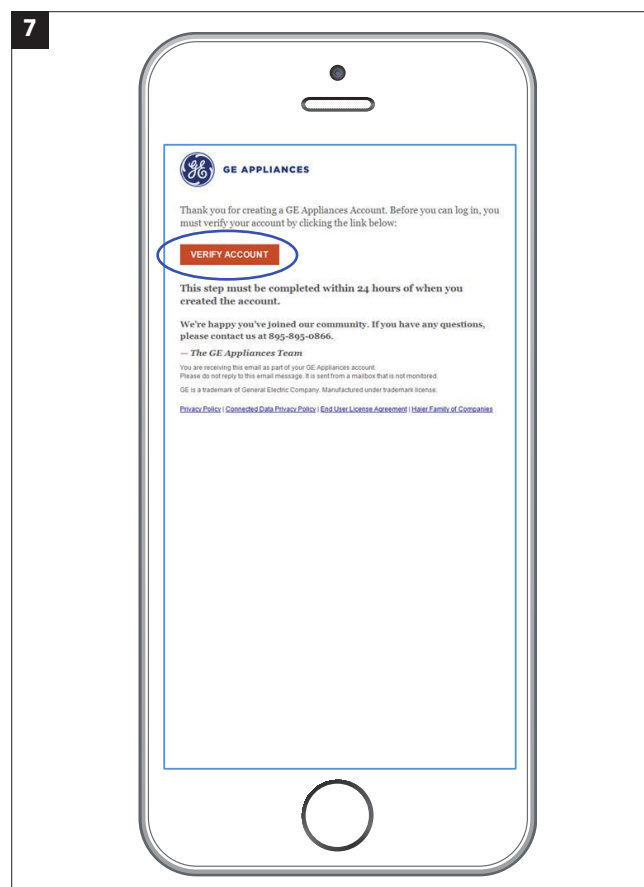 7
GE APPLIANCES
Thank you for creating a GE Appliances Account. Before you can log in, you
must verify your account by clicking the link below:
VERIFY ACCOUNT
This step must be completed within 24 hours of when you
created the account.
We're happy you've joined our community. If you have any questions,
please contact us at 895-895-0866.
— The GE Appliances Team
You are receiving this email as part of your GE Appliances account.
Please do not reply to this email message. It is sent from a mailbox that is not monitored.
GE is a trademark of General Electric Company. Manufactured under trademark license.
Privacy Policy | Connected Data Privacy Policy | End User License Agreement | Haier Family of Companies